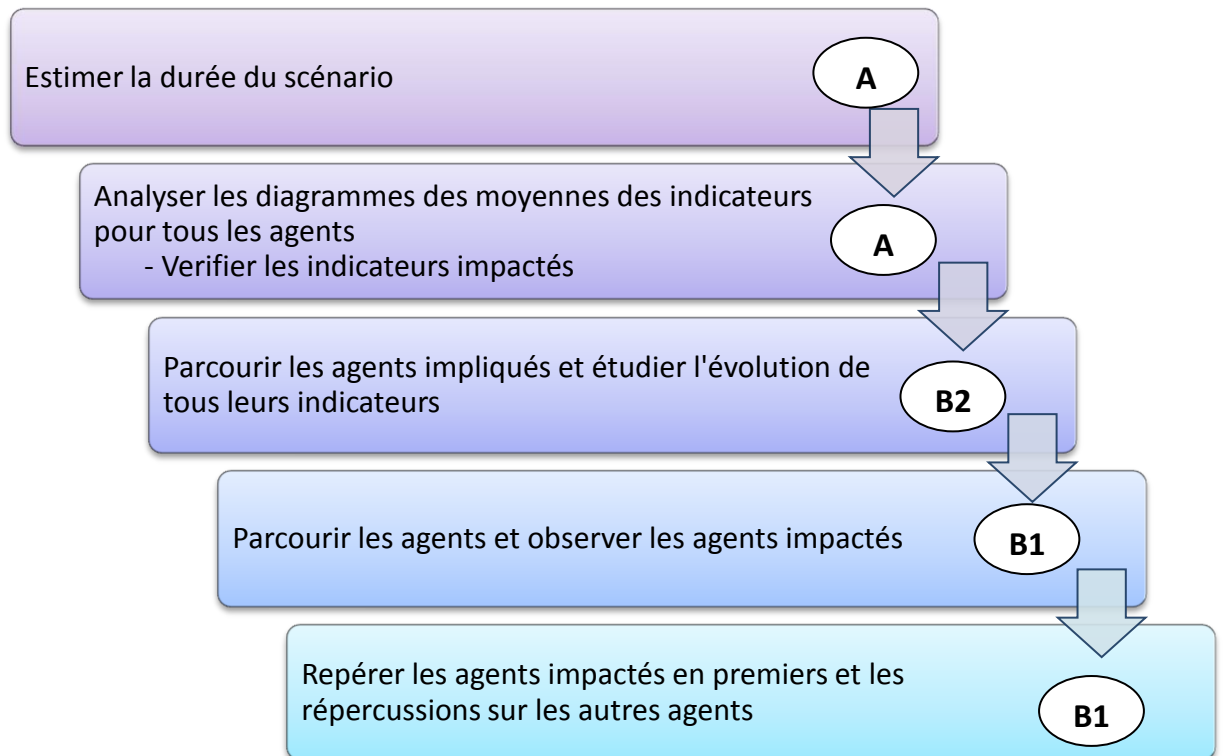 Estimer la durée du scénario
A
Analyser les diagrammes des moyennes des indicateurs
pour tous les agents
- Verifier les indicateurs impactés
A
Parcourir les agents impliqués et étudier l'évolution de
tous leurs indicateurs
B2
Parcourir les agents et observer les agents impactés
B1
Repérer les agents impactés en premiers et les
répercussions sur les autres agents
B1